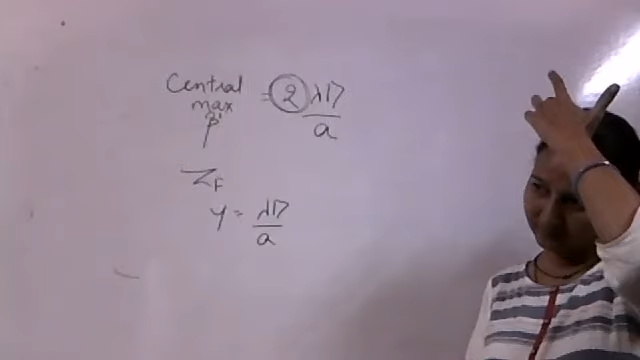 Central = 2 λD
max a
β
Z_F
y = λD
a